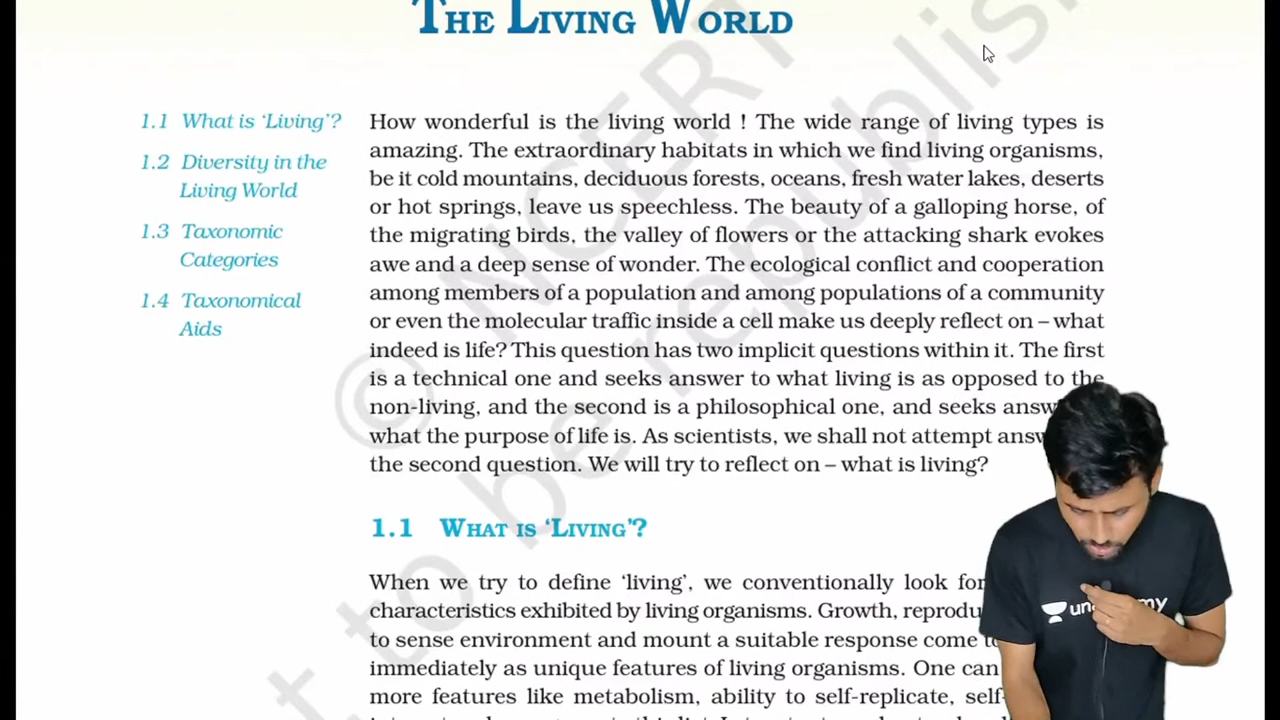 THE LIVING WORLD
1.1 What is ‘Living’?
1.2 Diversity in the
Living World
1.3 Taxonomic
Categories
1.4 Taxonomical
Aids
How wonderful is the living world ! The wide range of living types is
amazing. The extraordinary habitats in which we find living organisms,
be it cold mountains, deciduous forests, oceans, fresh water lakes, deserts
or hot springs, leave us speechless. The beauty of a galloping horse, of
the migrating birds, the valley of flowers or the attacking shark evokes
awe and a deep sense of wonder. The ecological conflict and cooperation
among members of a population and among populations of a community
or even the molecular traffic inside a cell make us deeply reflect on – what
indeed is life? This question has two implicit questions within it. The first
is a technical one and seeks answer to what living is as opposed to the
non-living, and the second is a philosophical one, and seeks
what the purpose of life is. As scientists, we shall not attempt
the second question. We will try to reflect on – what is living?
1.1 WHAT IS ‘LIVING’?
When we try to define ‘living’, we conventionally look for
characteristics exhibited by living organisms. Growth,
to sense environment and mount a suitable response come
immediately as unique features of living organisms. One can
more features like metabolism, ability to self-replicate, self-
© NCERT
not to be republish